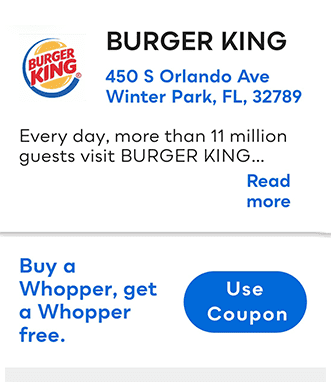 BURGER KING
BURGER
KING®
450 S Orlando Ave
Winter Park, FL, 32789
Every day, more than 11 million
guests visit BURGER KING...
Read
more
Buy a
Whopper, get
a Whopper
free.
Use
Coupon